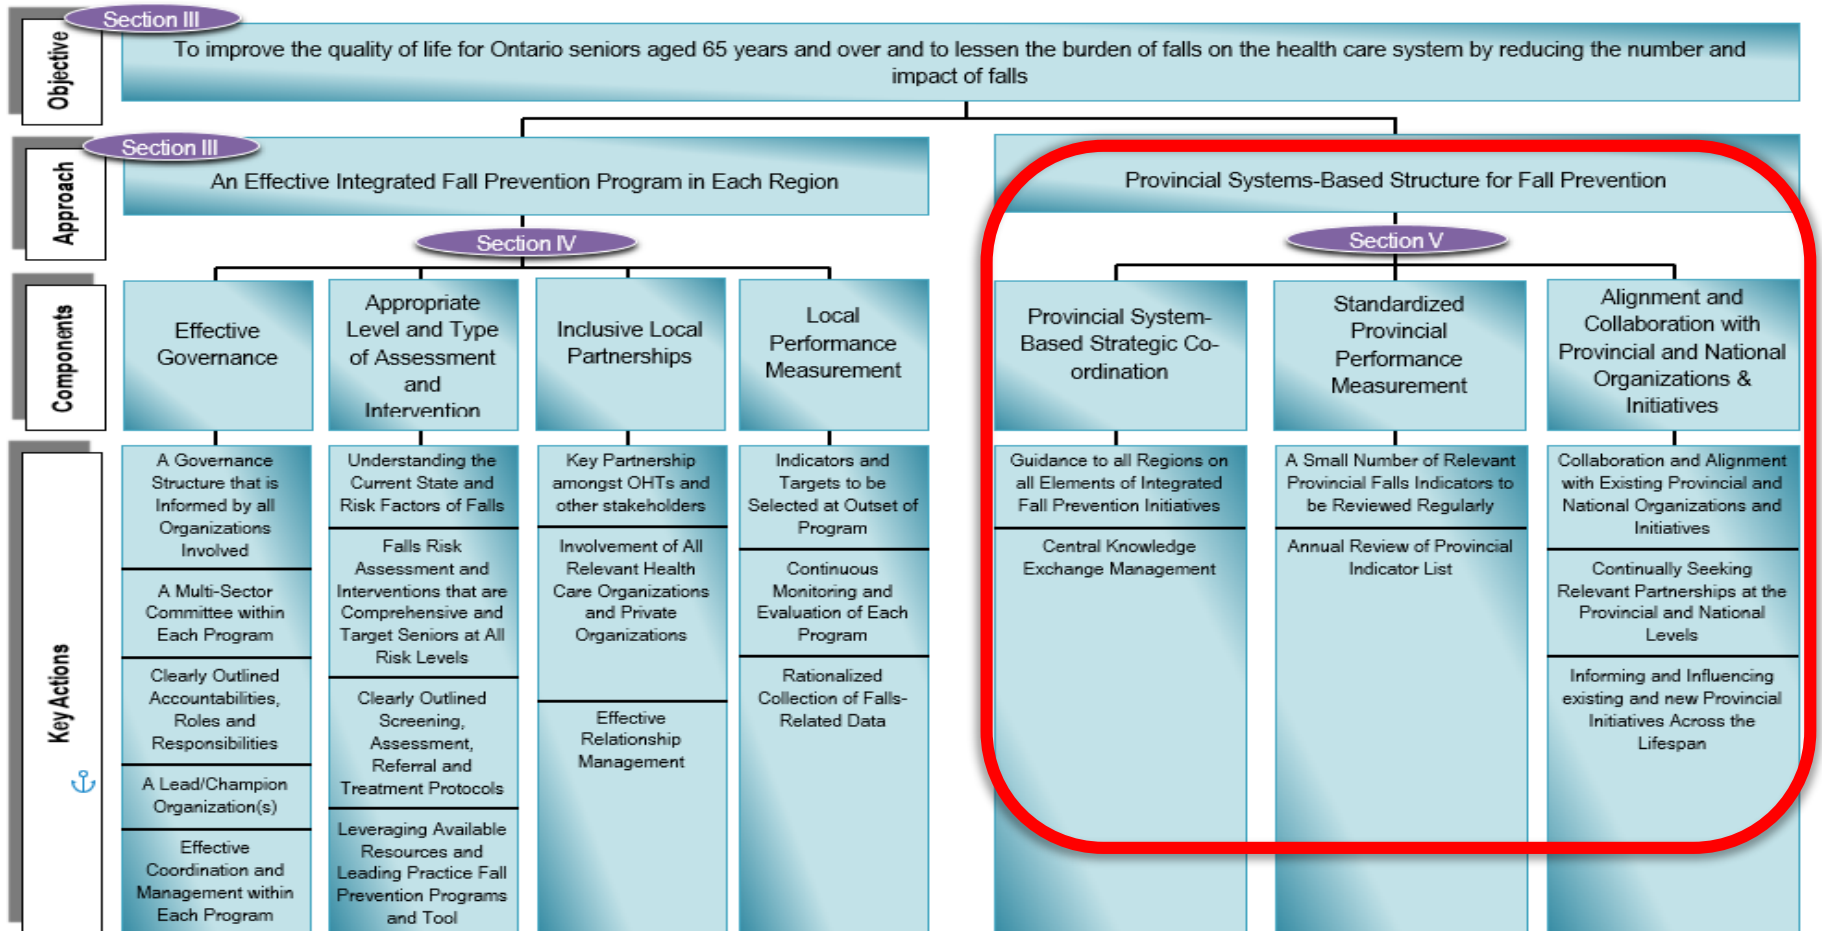 Section III
Objective
To improve the quality of life for Ontario seniors aged 65 years and over and to lessen the burden of falls on the health care system by reducing the number and
impact of falls
Section III
Approach
An Effective Integrated Fall Prevention Program in Each Region
Provincial Systems-Based Structure for Fall Prevention
Section IV
Section V
Components
Effective
Governance
Appropriate
Level and Type
of Assessment
and
Intervention
Inclusive Local
Partnerships
Local
Performance
Measurement
Provincial System-
Based Strategic Co-
ordination
Standardized
Provincial
Performance
Measurement
Alignment and
Collaboration with
Provincial and National
Organizations &
Initiatives
Key Actions
A Governance
Structure that is
Informed by all
Organizations
Involved
A Multi-Sector
Committee within
Each Program
Clearly Outlined
Accountabilities,
Roles and
Responsibilities
A Lead/Champion
Organization(s)
Effective
Coordination and
Management within
Each Program
Understanding the
Current State and
Risk Factors of Falls
Falls Risk
Assessment and
Interventions that are
Comprehensive and
Target Seniors at All
Risk Levels
Clearly Outlined
Screening,
Assessment,
Referral and
Treatment Protocols
Leveraging Available
Resources and
Leading Practice Fall
Prevention Programs
and Tool
Key Partnership
amongst OHTs and
other stakeholders
Involvement of All
Relevant Health
Care Organizations
and Private
Organizations
Effective
Relationship
Management
Indicators and
Targets to be
Selected at Outset of
Program
Continuous
Monitoring and
Evaluation of Each
Program
Rationalized
Collection of Falls-
Related Data
Guidance to all Regions on
all Elements of Integrated
Fall Prevention Initiatives
Central Knowledge
Exchange Management
A Small Number of Relevant
Provincial Falls Indicators to
be Reviewed Regularly
Annual Review of Provincial
Indicator List
Collaboration and Alignment
with Existing Provincial and
National Organizations and
Initiatives
Continually Seeking
Relevant Partnerships at the
Provincial and National
Levels
Informing and Influencing
existing and new Provincial
Initiatives Across the
Lifespan